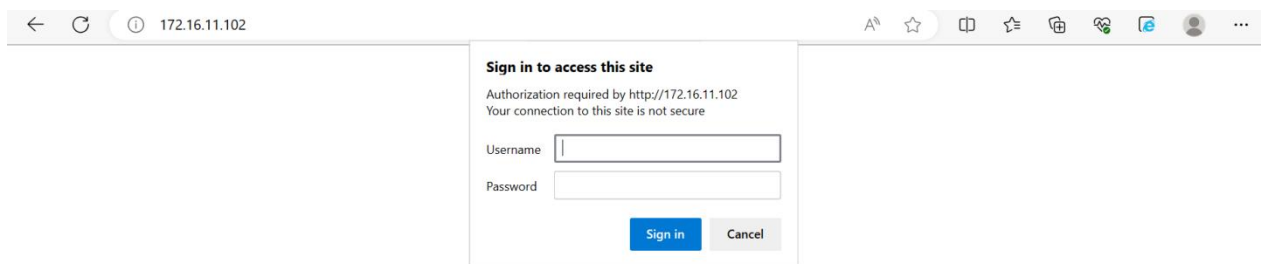 172.16.11.102
Sign in to access this site
Authorization required by http://172.16.11.102
Your connection to this site is not secure
Username
Password
Sign in Cancel